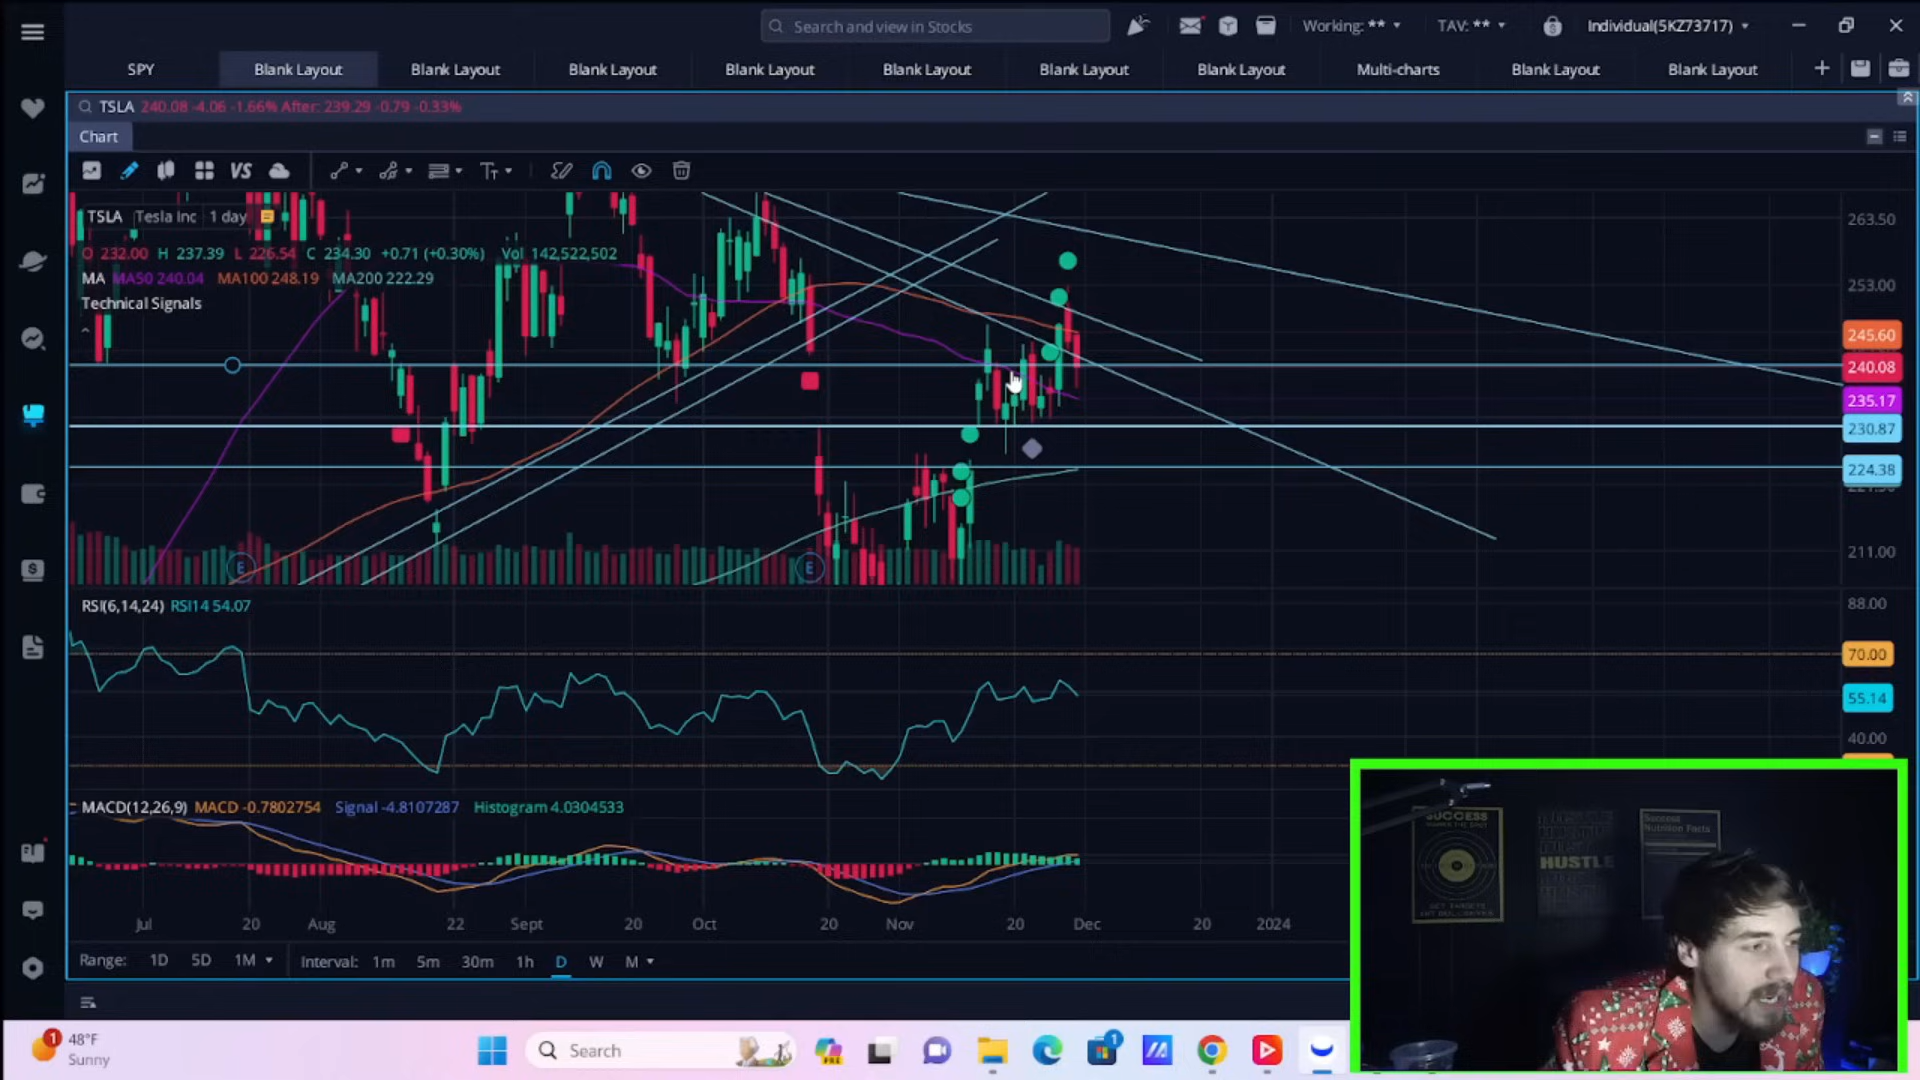 Search and view in Stocks
Working: **
TAV: **
Individual(5KZ73717)
SPY
Blank Layout
Blank Layout
Blank Layout
Blank Layout
Blank Layout
Blank Layout
Blank Layout
Multi-charts
Blank Layout
Blank Layout
TSLA 240.08 -4.06 -1.66% After: 239.29 -0.79 -0.33%
Chart
VS
TSLA Tesla Inc 1 day
O 232.00 H 237.39 L 226.54 C 234.30 +0.71 (+0.30%) Vol 142,522,502
MA MA50 240.04 MA100 248.19 MA200 222.29
Technical Signals
263.50
253.00
245.60
240.08
235.17
230.87
224.38
211.00
E
E
RSI(6,14,24) RSI14 54.07
88.00
70.00
55.14
40.00
MACD(12,26,9) MACD -0.7802754 Signal -4.8107287 Histogram 4.0304533
Jul 20 Aug 22 Sept 20 Oct 20 Nov 20 Dec 20 2024
Range: 1D 5D 1M Interval: 1m 5m 30m 1h D W M
SUCCESS
HUSTLE
Success
Nutrition Facts
1
48°F
Sunny
Search
PRE
1